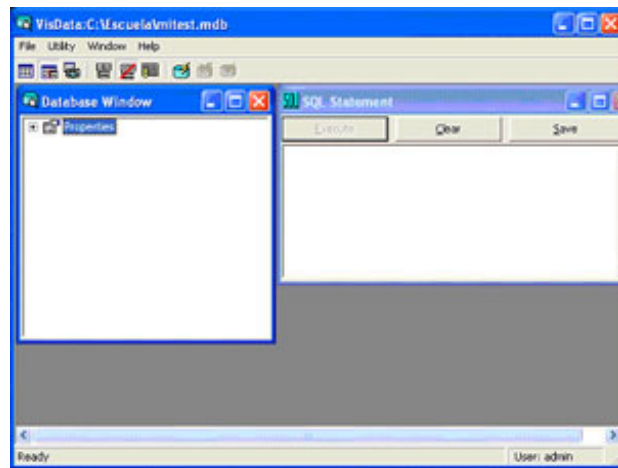 VisData:C:\Escuela\mitest.mdb
File Utility Window Help
Database Window
Properties
SQL Statement
Execute Clear Save
Ready
User: admin